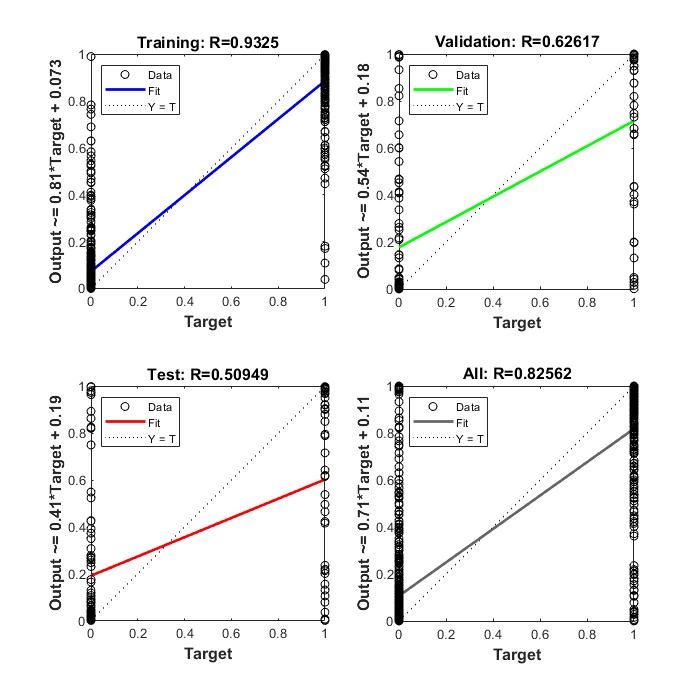 Training: R=0.9325
Output ~= 0.81*Target + 0.073
1
0.8
0.6
0.4
0.2
0
Data
Fit
Y = T
0 0.2 0.4 0.6 0.8 1
Target
Validation: R=0.62617
Output ~= 0.54*Target + 0.18
1
0.8
0.6
0.4
0.2
0
Data
Fit
Y = T
0 0.2 0.4 0.6 0.8 1
Target
Test: R=0.50949
Output ~= 0.41*Target + 0.19
1
0.8
0.6
0.4
0.2
0
Data
Fit
Y = T
0 0.2 0.4 0.6 0.8 1
Target
All: R=0.82562
Output ~= 0.71*Target + 0.11
1
0.8
0.6
0.4
0.2
0
Data
Fit
Y = T
0 0.2 0.4 0.6 0.8 1
Target